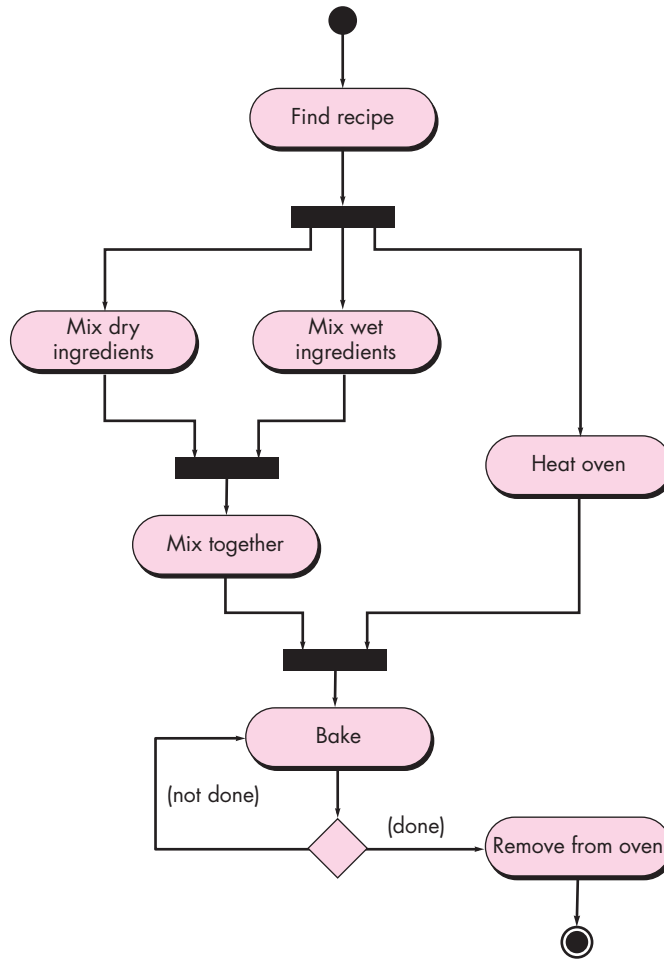 Find recipe
Mix dry
ingredients
Mix wet
ingredients
Heat oven
Mix together
Bake
(not done)
(done)
Remove from oven